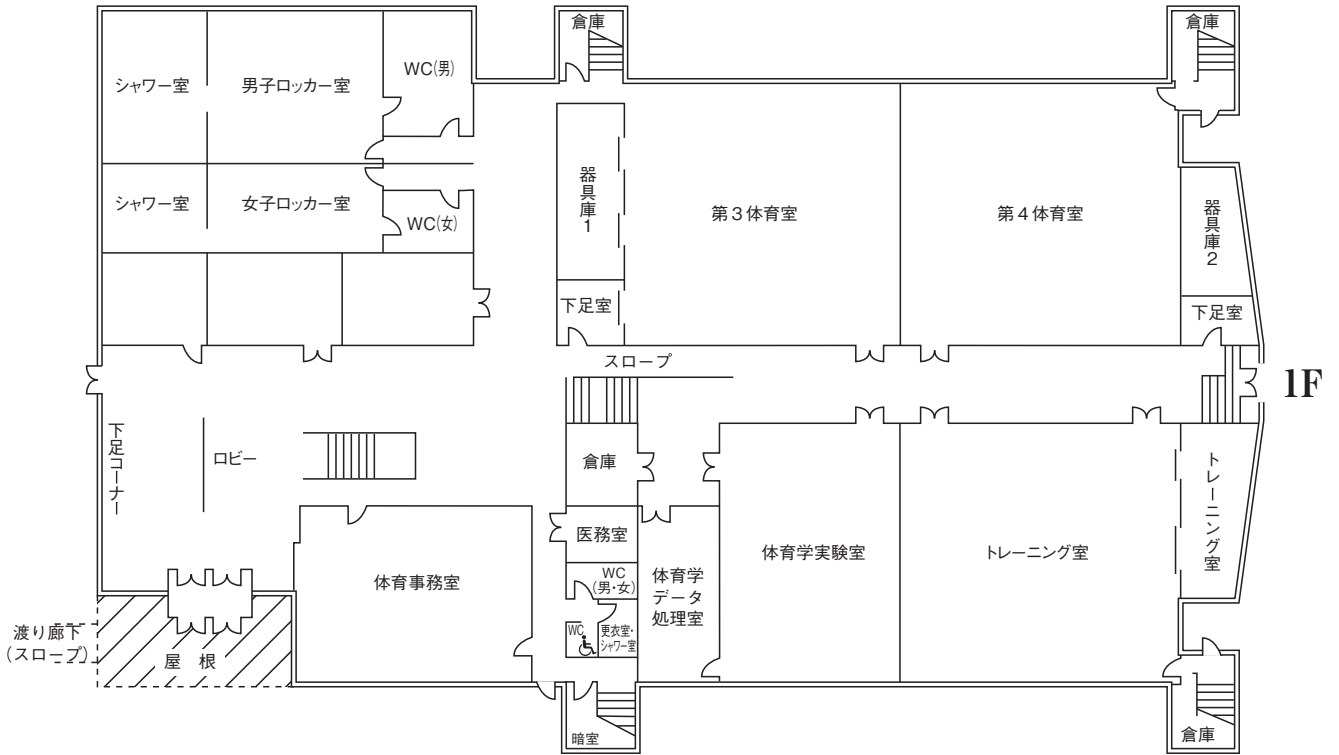 倉庫
倉庫
シャワー室
男子ロッカー室
WC(男)
器具庫1
第3体育室
第4体育室
シャワー室
女子ロッカー室
WC(女)
器具庫2
下足室
下足室
スロープ
1F
下足コーナー
ロビー
倉庫
トレーニング室
医務室
体育学実験室
トレーニング室
体育事務室
WC
(男・女)
体育学
データ
処理室
WC
更衣室・
シャワー室
渡り廊下
(スロープ)
屋根
暗室
倉庫